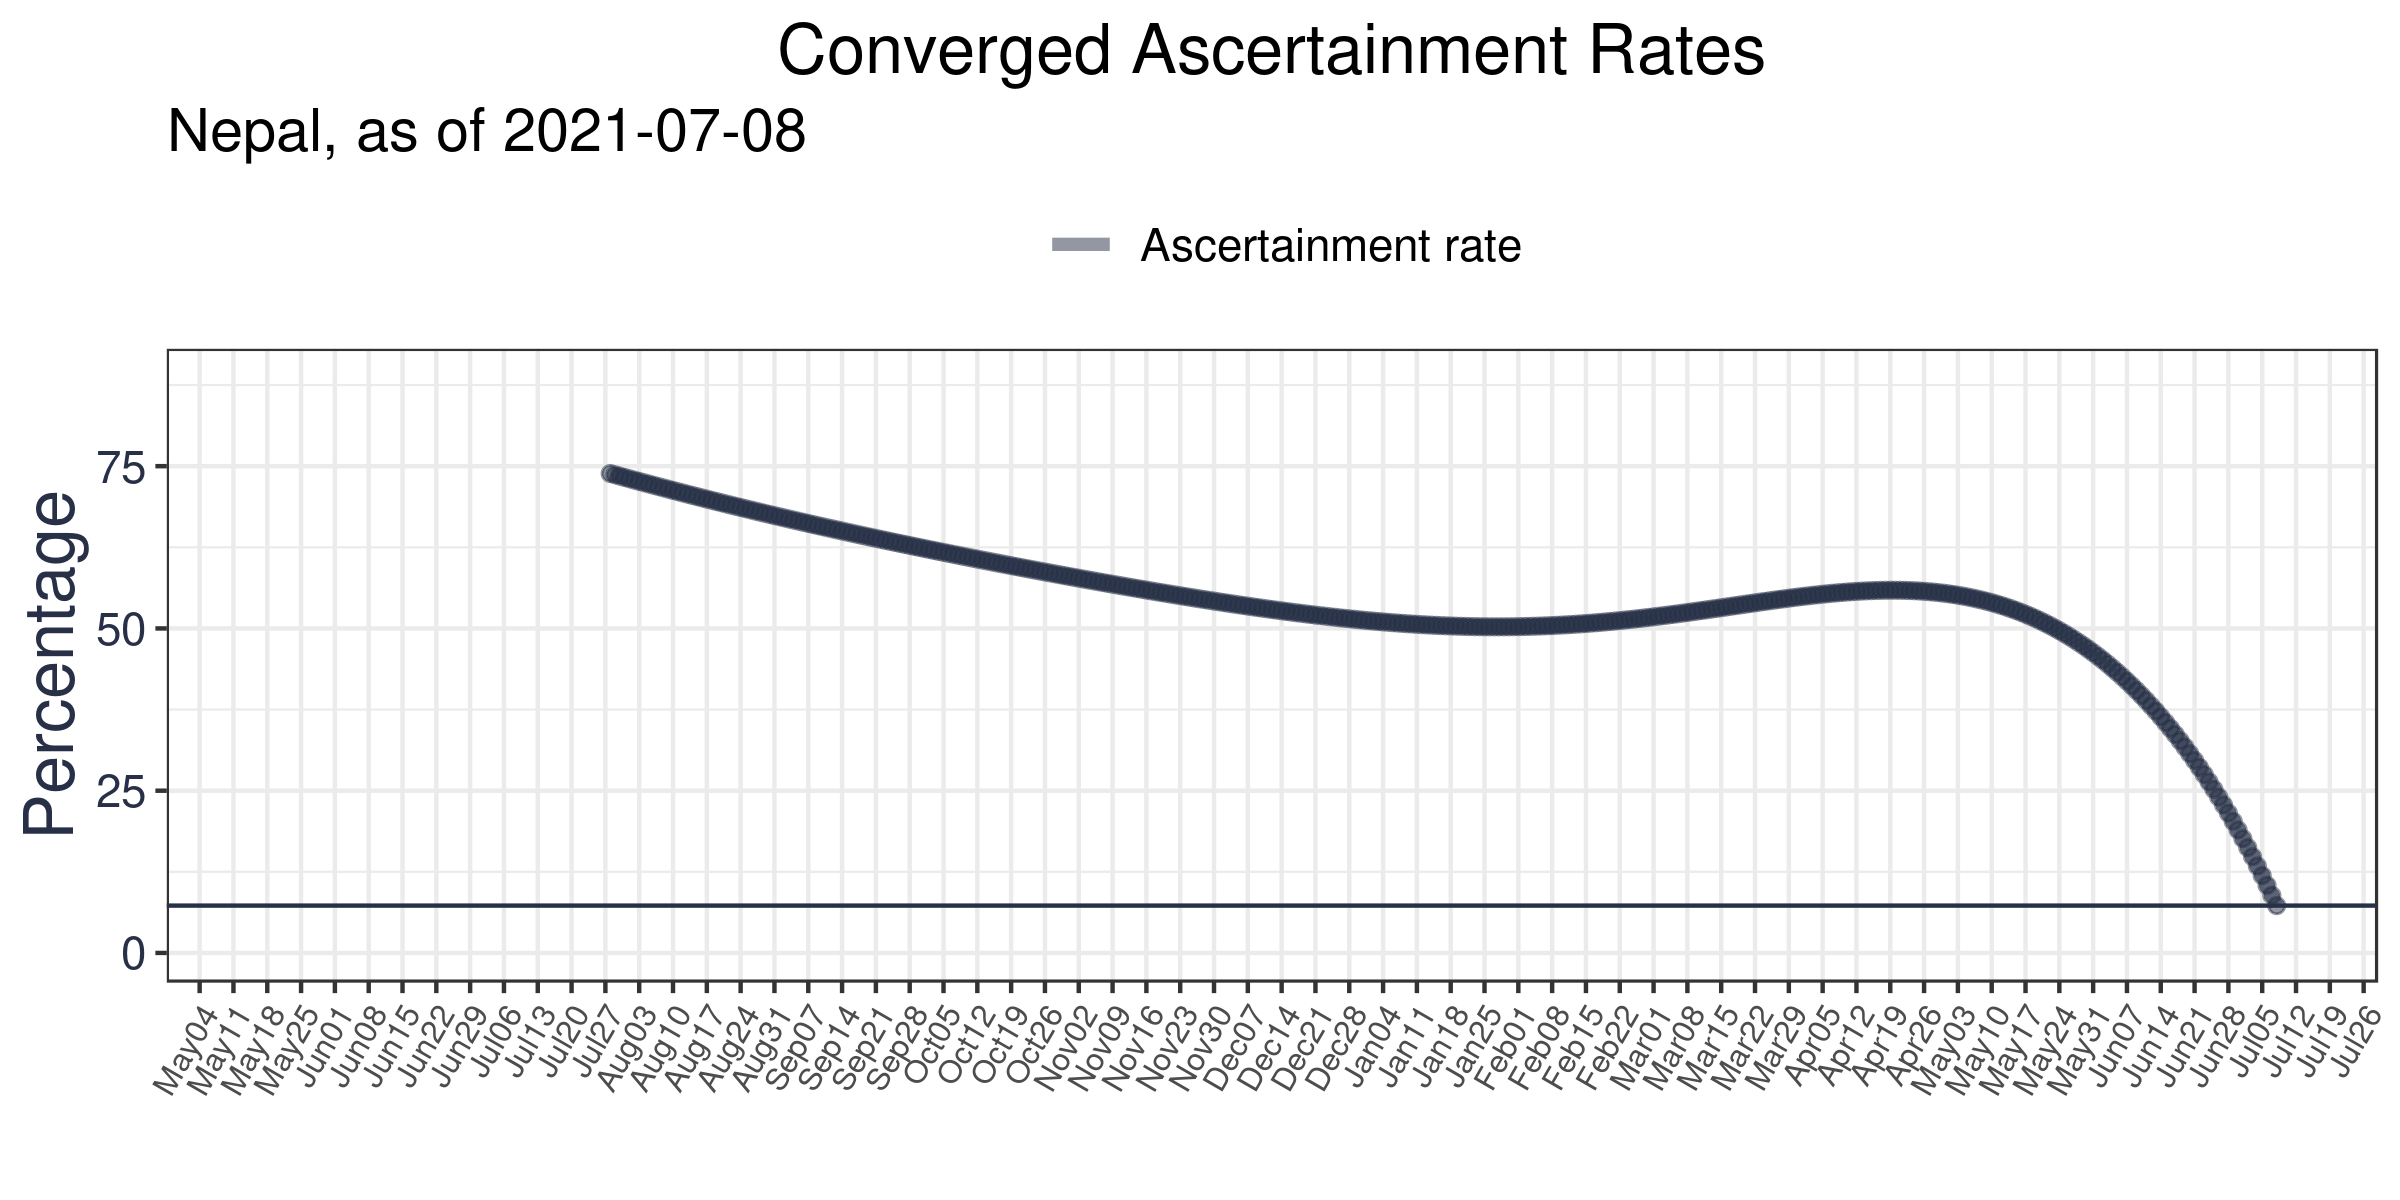 Converged Ascertainment Rates
Nepal, as of 2021-07-08
Ascertainment rate
Percentage
75
50
25
0
May04 May11 May18 May25 Jun01 Jun08 Jun15 Jun22 Jun29 Jul06 Jul13 Jul20 Jul27 Aug03 Aug10 Aug17 Aug24 Aug31 Sep07 Sep14 Sep21 Sep28 Oct05 Oct12 Oct19 Oct26 Nov02 Nov09 Nov16 Nov23 Nov30 Dec07 Dec14 Dec21 Dec28 Jan04 Jan11 Jan18 Jan25 Feb01 Feb08 Feb15 Feb22 Mar01 Mar08 Mar15 Mar22 Mar29 Apr05 Apr12 Apr19 Apr26 May03 May10 May17 May24 May31 Jun07 Jun14 Jun21 Jun28 Jul05 Jul12 Jul19 Jul26